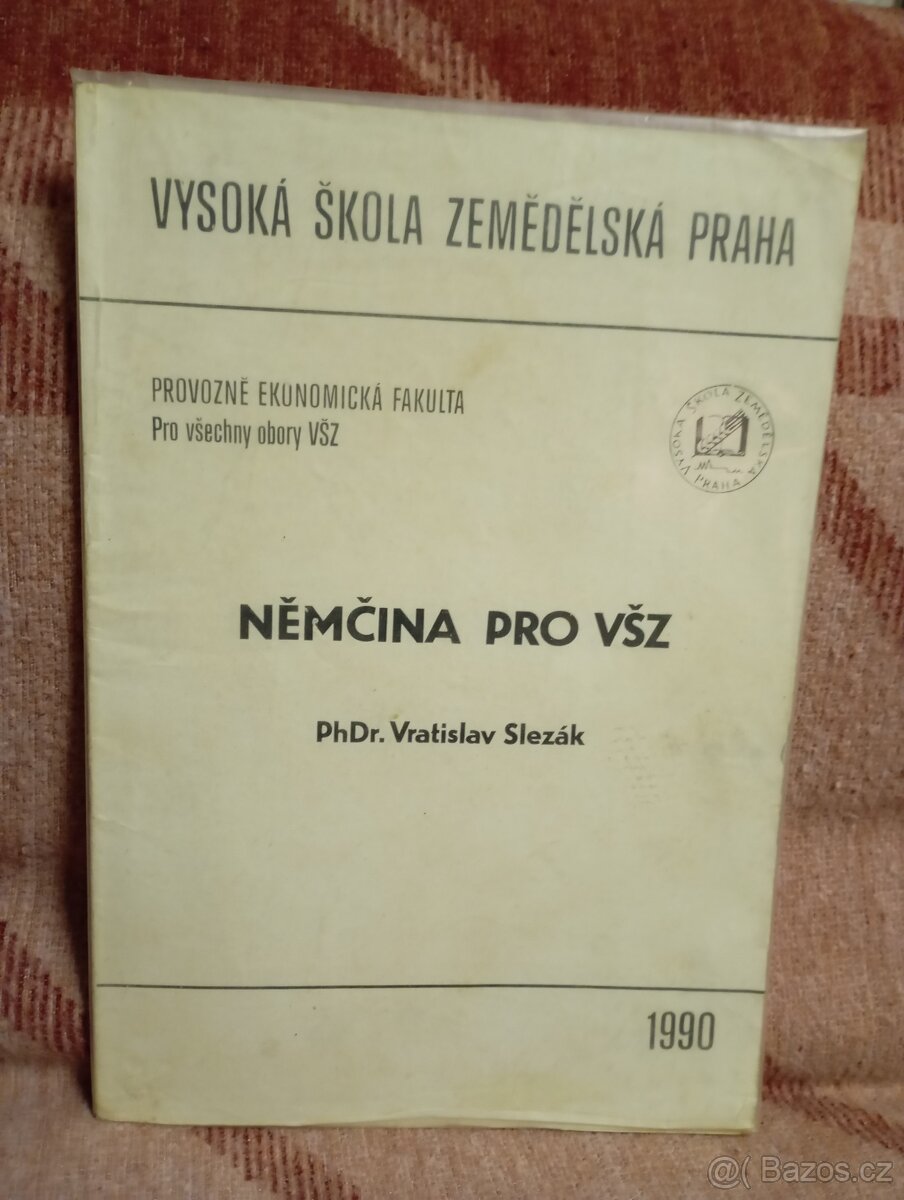 VYSOKÁ ŠKOLA ZEMĚDĚLSKÁ PRAHA
PROVOZNĚ EKONOMICKÁ FAKULTA
Pro všechny obory VŠZ
VYSOKÁ ŠKOLA ZEMĚDĚLSKÁ
PRAHA
NĚMČINA PRO VŠZ
PhDr. Vratislav Slezák
1990
@( Bazos.cz